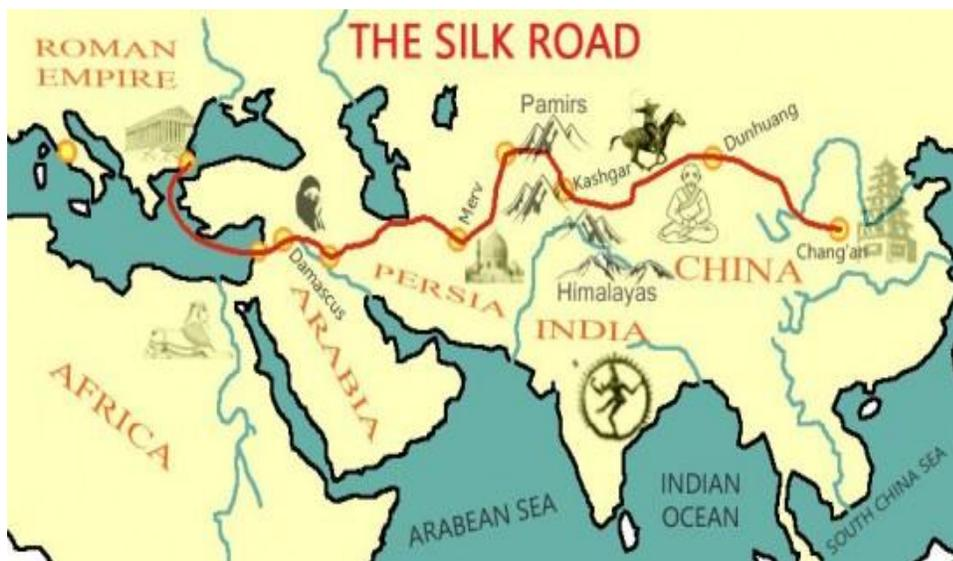 THE SILK ROAD
ROMAN
EMPIRE
Pamirs
Dunhuang
Kashgar
Merv
Chang'an
Damascus
PERSIA
CHINA
Himalayas
ARABIA
INDIA
AFRICA
ARABEAN SEA
INDIAN
OCEAN
SOUTH CHINA SEA